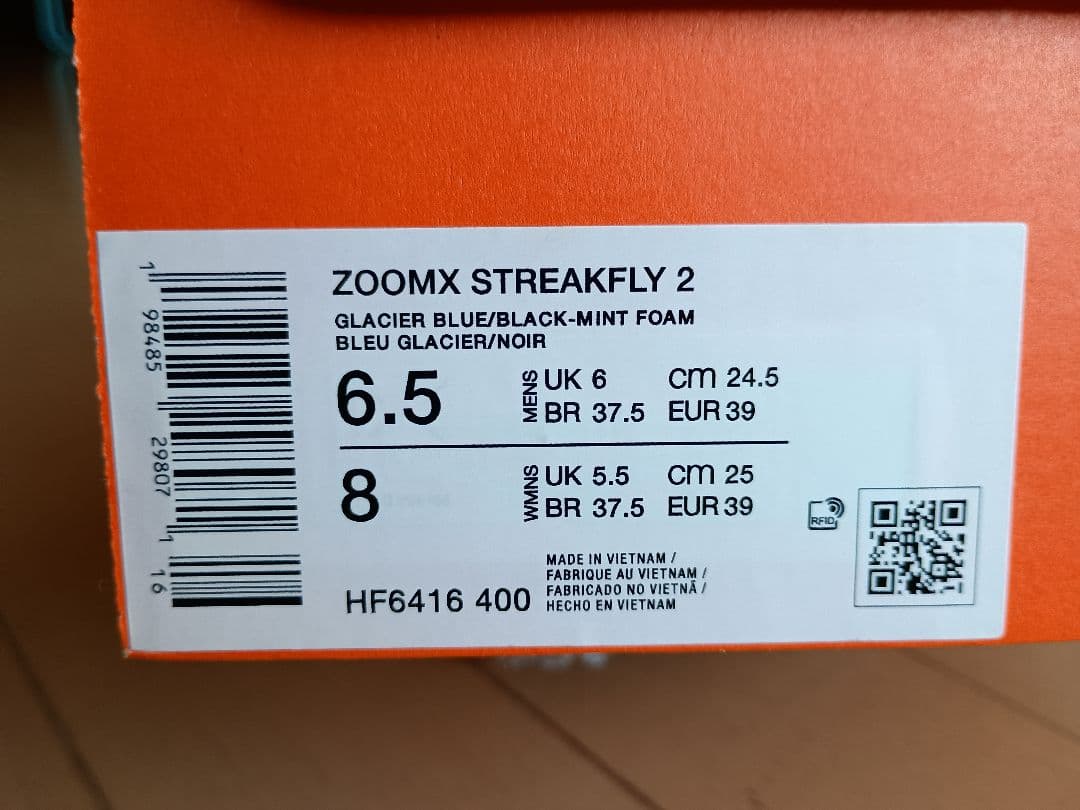 ZOOMX STREAKFLY 2
GLACIER BLUE/BLACK-MINT FOAM
BLEU GLACIER/NOIR
6.5 MENS UK 6 cm 24.5
BR 37.5 EUR 39
8 WMNS UK 5.5 cm 25
BR 37.5 EUR 39
RFID
HF6416 400
MADE IN VIETNAM /
FABRIQUE AU VIETNAM /
FABRICADO NO VIETNÃ /
HECHO EN VIETNAM
1 98485 29807 1 16